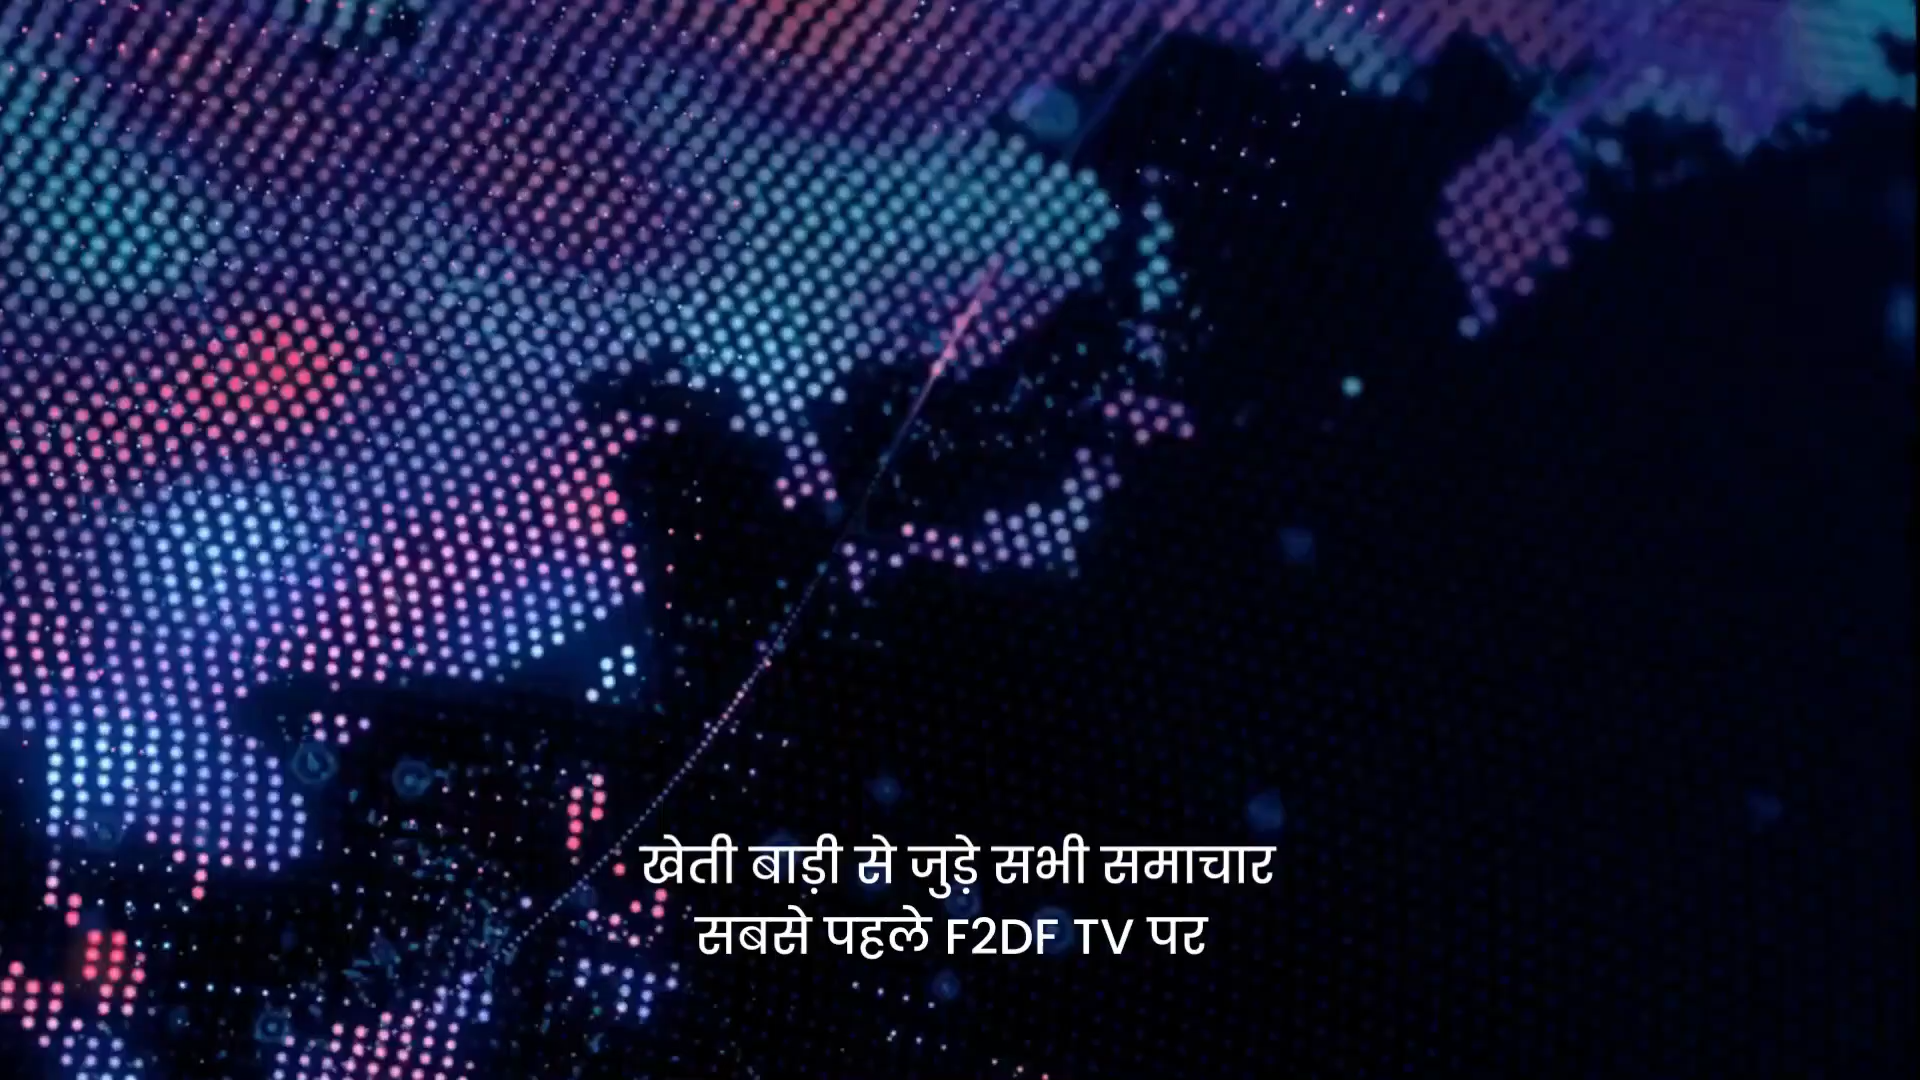 खेती बाड़ी से जुड़े सभी समाचार
सबसे पहले F2DF TV पर